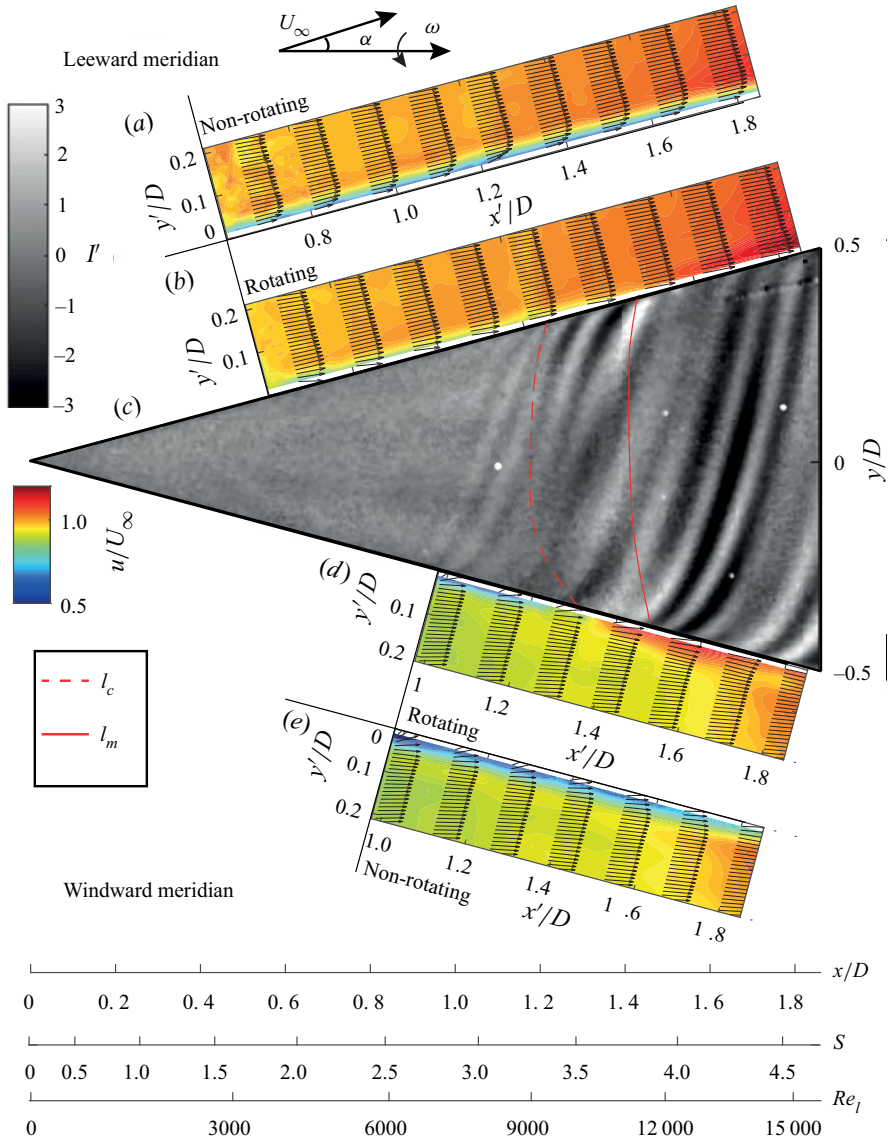 U∞
α
ω
Leeward meridian
3
2
1
0
−1
−2
−3
I′
(a)
Non-rotating
0.2
0.1
0
y′/D
0.8
1.0
1.2
1.4
1.6
1.8
x′/D
(b)
Rotating
0.2
0.1
y′/D
(c)
0.5
0
−0.5
y/D
1.0
0.5
u/U∞
l_c
l_m
(d)
y′/D
0.1
0.2
1
1.2
1.4
1.6
1.8
Rotating
x′/D
(e)
y′/D
0
0.1
0.2
1.0
1.2
1.4
1 .6
1 .8
Non-rotating
x′/D
Windward meridian
x/D
0 0. 2 0. 4 0. 6 0. 8 1.0 1. 2 1. 4 1. 6 1.8
S
0 0.5 1.0 1.5 2.0 2.5 3.0 3.5 4.0 4.5
Re_l
0 3000 6000 9000 12 000 15 000